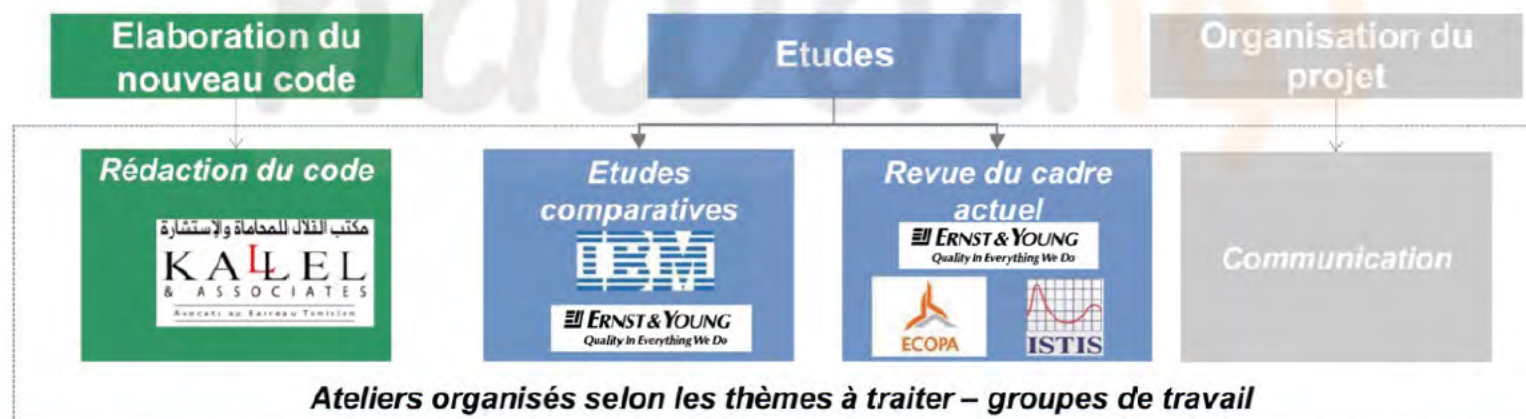 Elaboration du
nouveau code
Etudes
Organisation du
projet
Rédaction du code
مكتب التلال للمحاماة والإستشارة
KALLEL
& ASSOCIATES
Avocats au Barreau Tunisien
Etudes
comparatives
IBM
ERNST & YOUNG
Quality In Everything We Do
Revue du cadre
actuel
ERNST & YOUNG
Quality In Everything We Do
ECOPA
ISTIS
Communication
Ateliers organisés selon les thèmes à traiter – groupes de travail